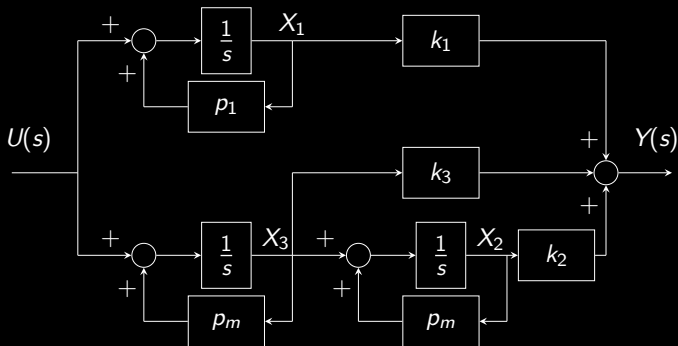 + 1/s X₁ k₁
+ p₁
U(s) + Y(s)
k₃
+
+ 1/s X₃ + 1/s X₂ k₂
+ pₘ + pₘ